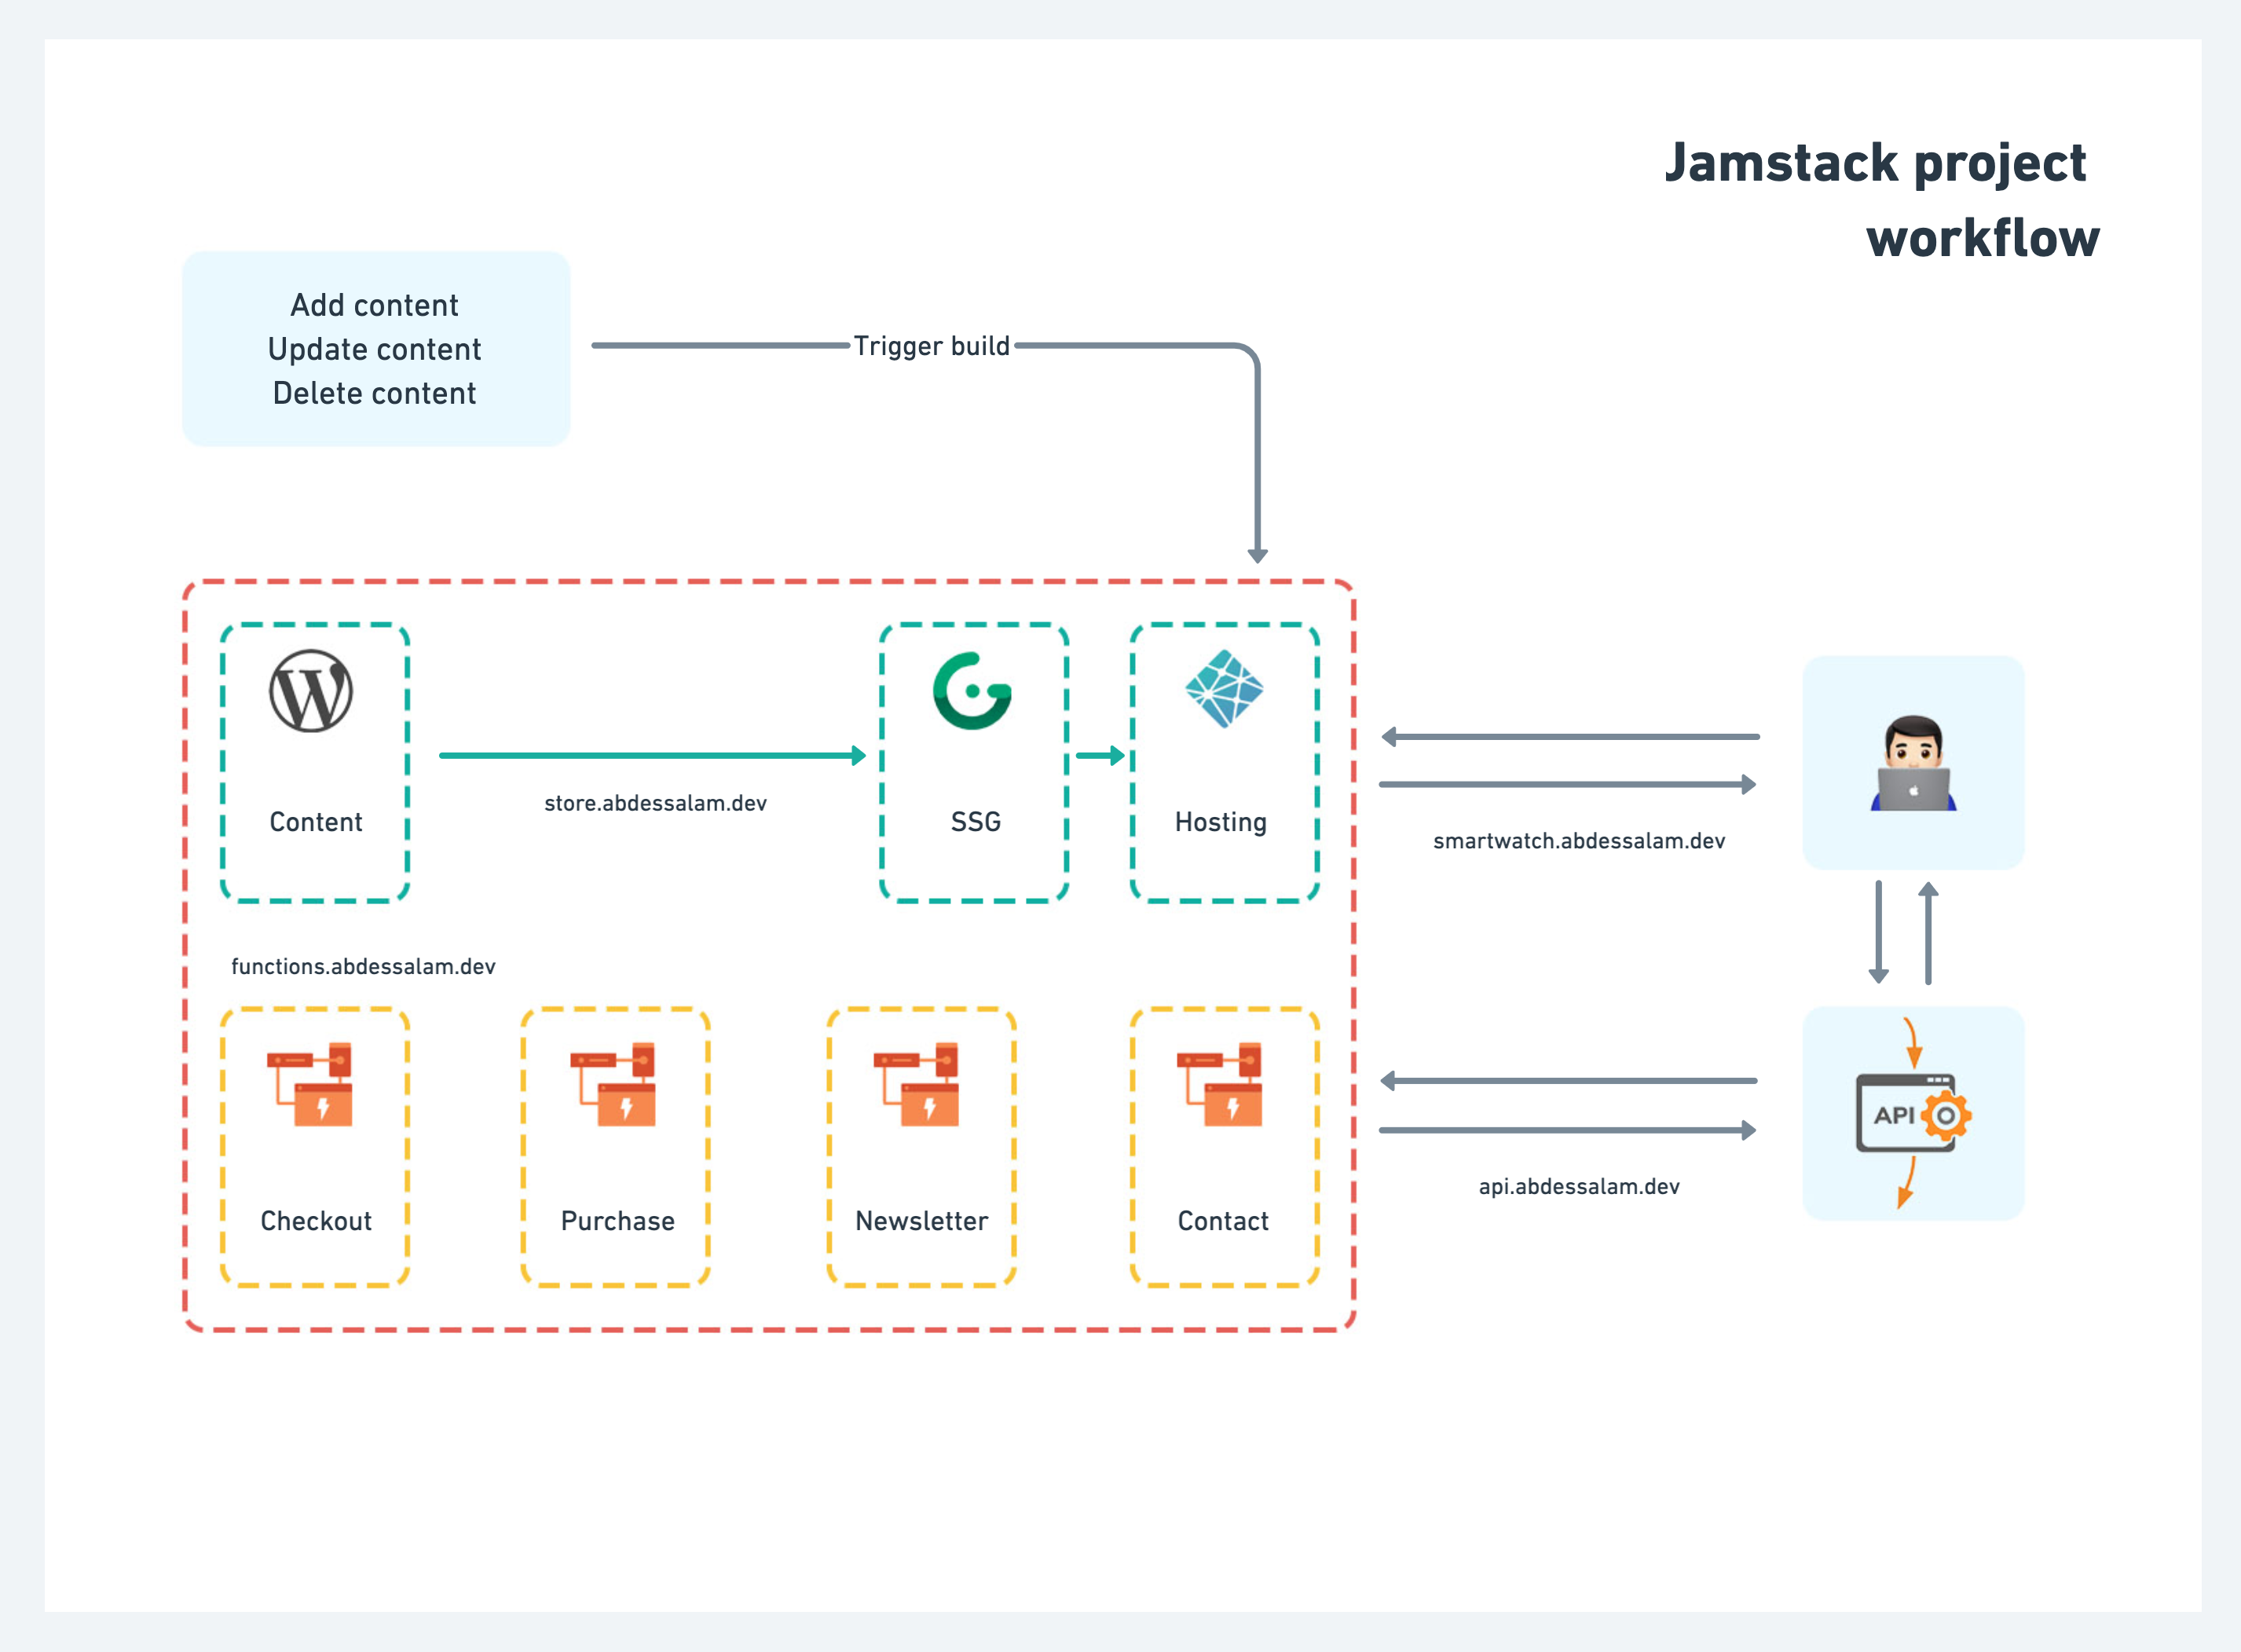 Jamstack project
workflow
Add content
Update content
Delete content
Trigger build
Content
store.abdessalam.dev
SSG
Hosting
smartwatch.abdessalam.dev
functions.abdessalam.dev
Checkout
Purchase
Newsletter
Contact
API
api.abdessalam.dev